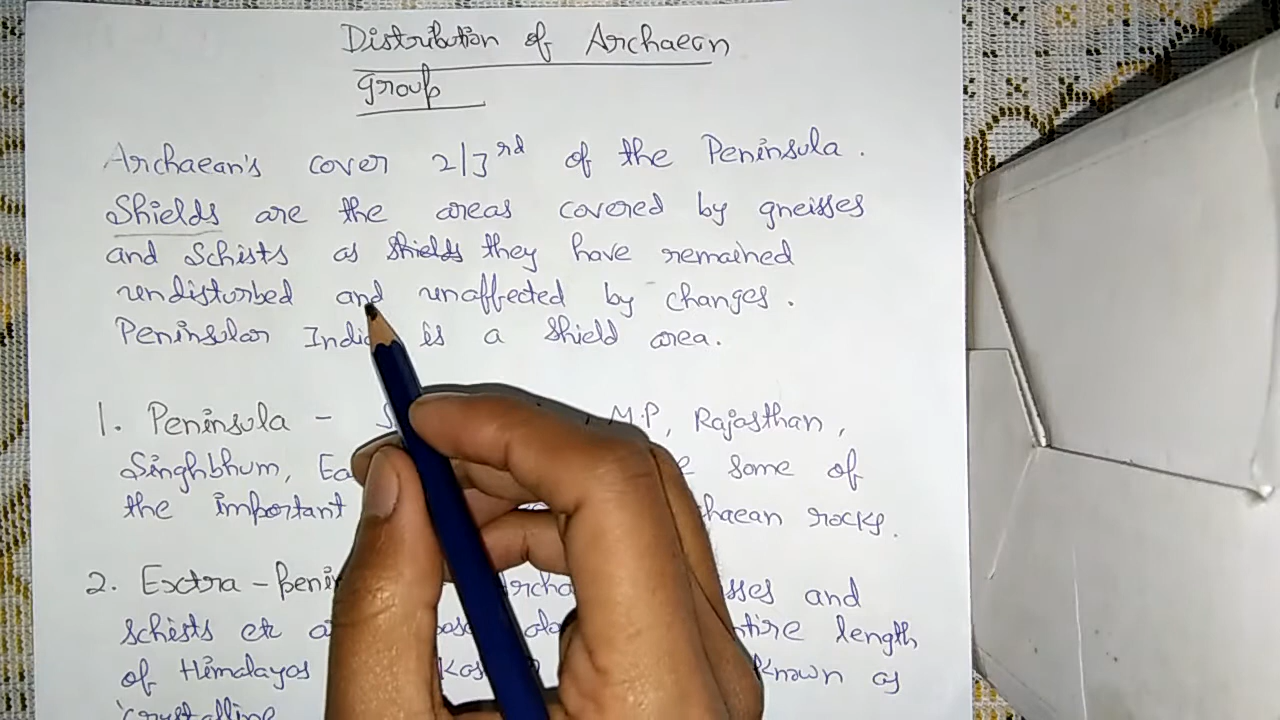 Distribution of Archaean
group
Archaean's cover 2/3rd of the Peninsula.
Shields are the areas covered by gneisses
and Schists as shields they have remained
undisturbed and unaffected by changes.
Peninsular India is a shield area.
1. Peninsula - M.P, Rajasthan,
Singhbhum, some of
the important rocks.
2. Extra - and
schists etc length
of Himalayas known as